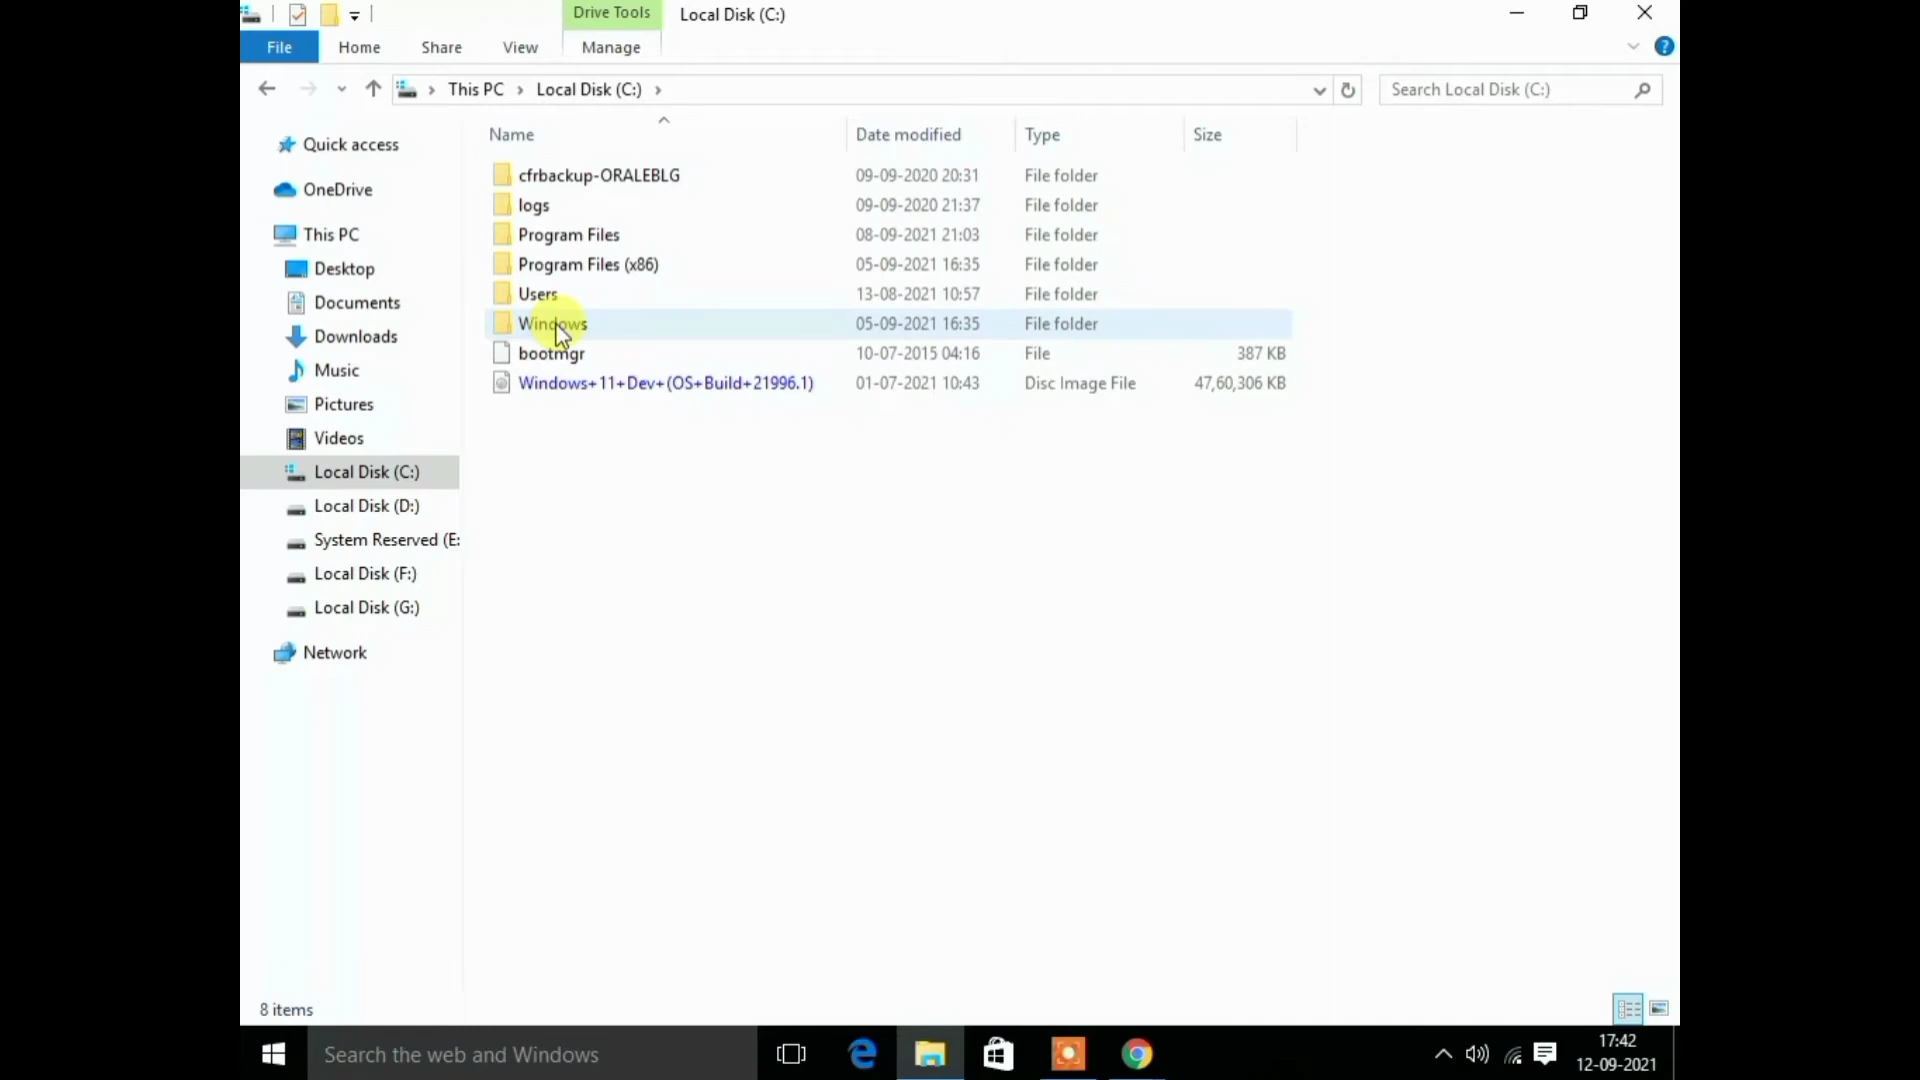 Drive Tools
Local Disk (C:)
File
Home
Share
View
Manage
?
This PC
Local Disk (C:)
Search Local Disk (C:)
Name
Date modified
Type
Size
Quick access
OneDrive
This PC
Desktop
Documents
Downloads
Music
Pictures
Videos
Local Disk (C:)
Local Disk (D:)
System Reserved (E:
Local Disk (F:)
Local Disk (G:)
Network
cfrbackup-ORALEBLG 09-09-2020 20:31 File folder
logs 09-09-2020 21:37 File folder
Program Files 08-09-2021 21:03 File folder
Program Files (x86) 05-09-2021 16:35 File folder
Users 13-08-2021 10:57 File folder
Windows 05-09-2021 16:35 File folder
bootmgr 10-07-2015 04:16 File 387 KB
Windows+11+Dev+(OS+Build+21996.1) 01-07-2021 10:43 Disc Image File 47,60,306 KB
8 items
Search the web and Windows
17:42
12-09-2021